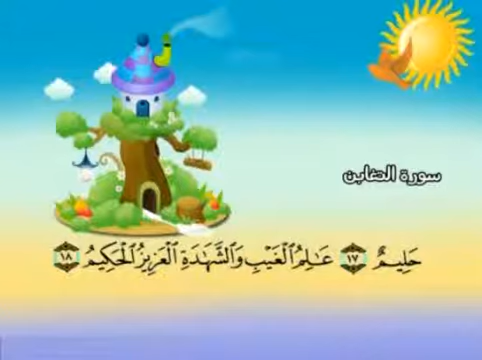 سورة التغابن
حَلِيمٌ ﴿١٧﴾ عَـٰلِمُ ٱلْغَيْبِ وَٱلشَّهَـٰدَةِ ٱلْعَزِيزُ ٱلْحَكِيمُ ﴿١٨﴾